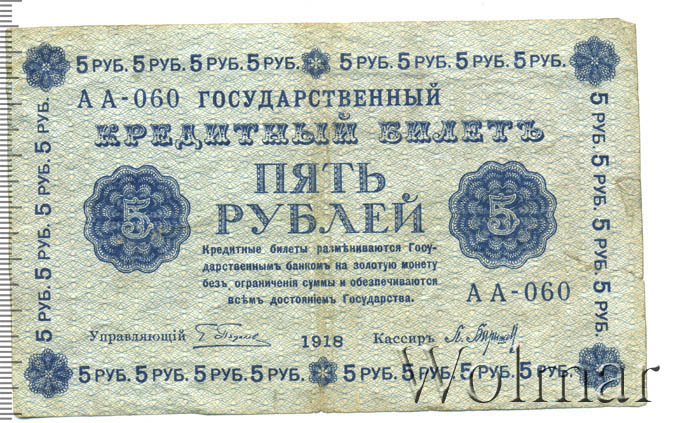 5 РУБ. 5 РУБ. 5 РУБ. 5 РУБ. 5 РУБ. 5 РУБ. 5 РУБ. 5 РУБ.
АА-060 ГОСУДАРСТВЕННЫЙ
КРЕДИТНЫЙ БИЛЕТЪ
5 ПЯТЬ 5
РУБЛЕЙ
Кредитные билеты размѣниваются Госу-
дарственнымъ банкомъ на золотую монету
безъ ограниченія суммы и обезпечиваются
всѣмъ достояніемъ Государства.
АА-060
Управляющій 1918 Кассиръ
5 РУБ. 5 РУБ. 5 РУБ. 5 РУБ. 5 РУБ. 5 РУБ. 5 РУБ. 5 РУБ.
5 РУБ. 5 РУБ. 5 РУБ. 5 РУБ.
5 РУБ. 5 РУБ. 5 РУБ. 5 РУБ.
Wolmar